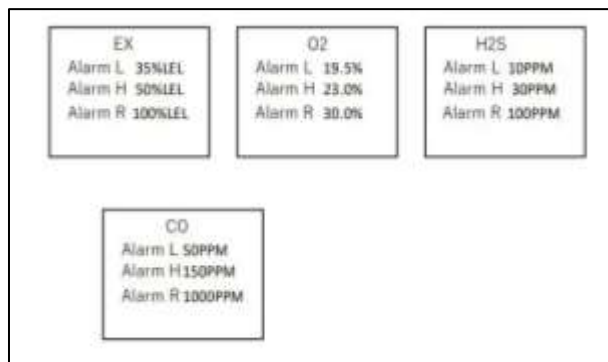 EX
Alarm L 35%LEL
Alarm H 50%LEL
Alarm R 100%LEL
O2
Alarm L 19.5%
Alarm H 23.0%
Alarm R 30.0%
H2S
Alarm L 10PPM
Alarm H 30PPM
Alarm R 100PPM
CO
Alarm L 50PPM
Alarm H 150PPM
Alarm R 1000PPM